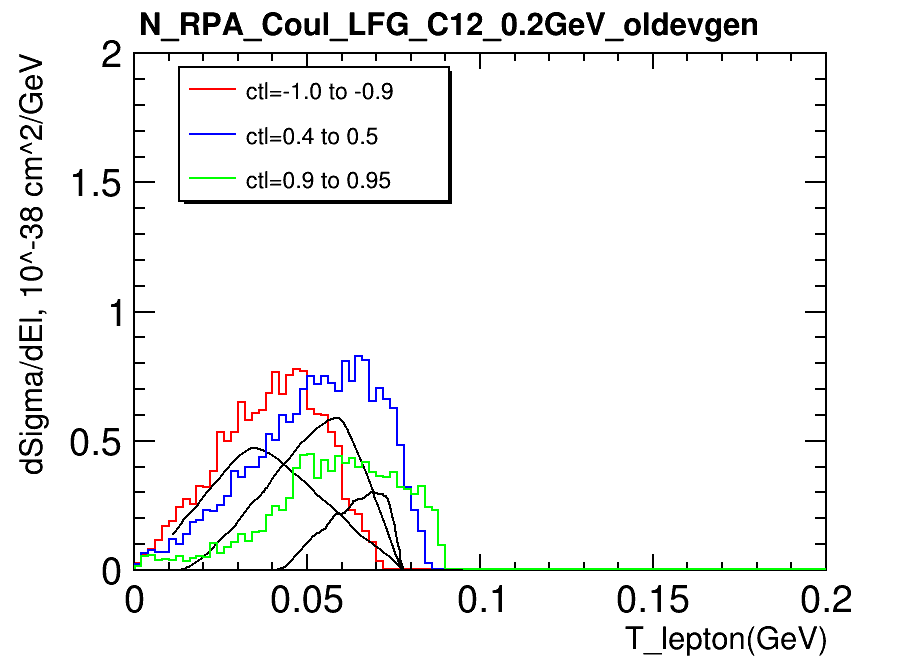 N_RPA_Coul_LFG_C12_0.2GeV_oldevgen
dSigma/dEl, 10^-38 cm^2/GeV
2
1.5
1
0.5
0
ctl=-1.0 to -0.9
ctl=0.4 to 0.5
ctl=0.9 to 0.95
0 0.05 0.1 0.15 0.2
T_lepton(GeV)